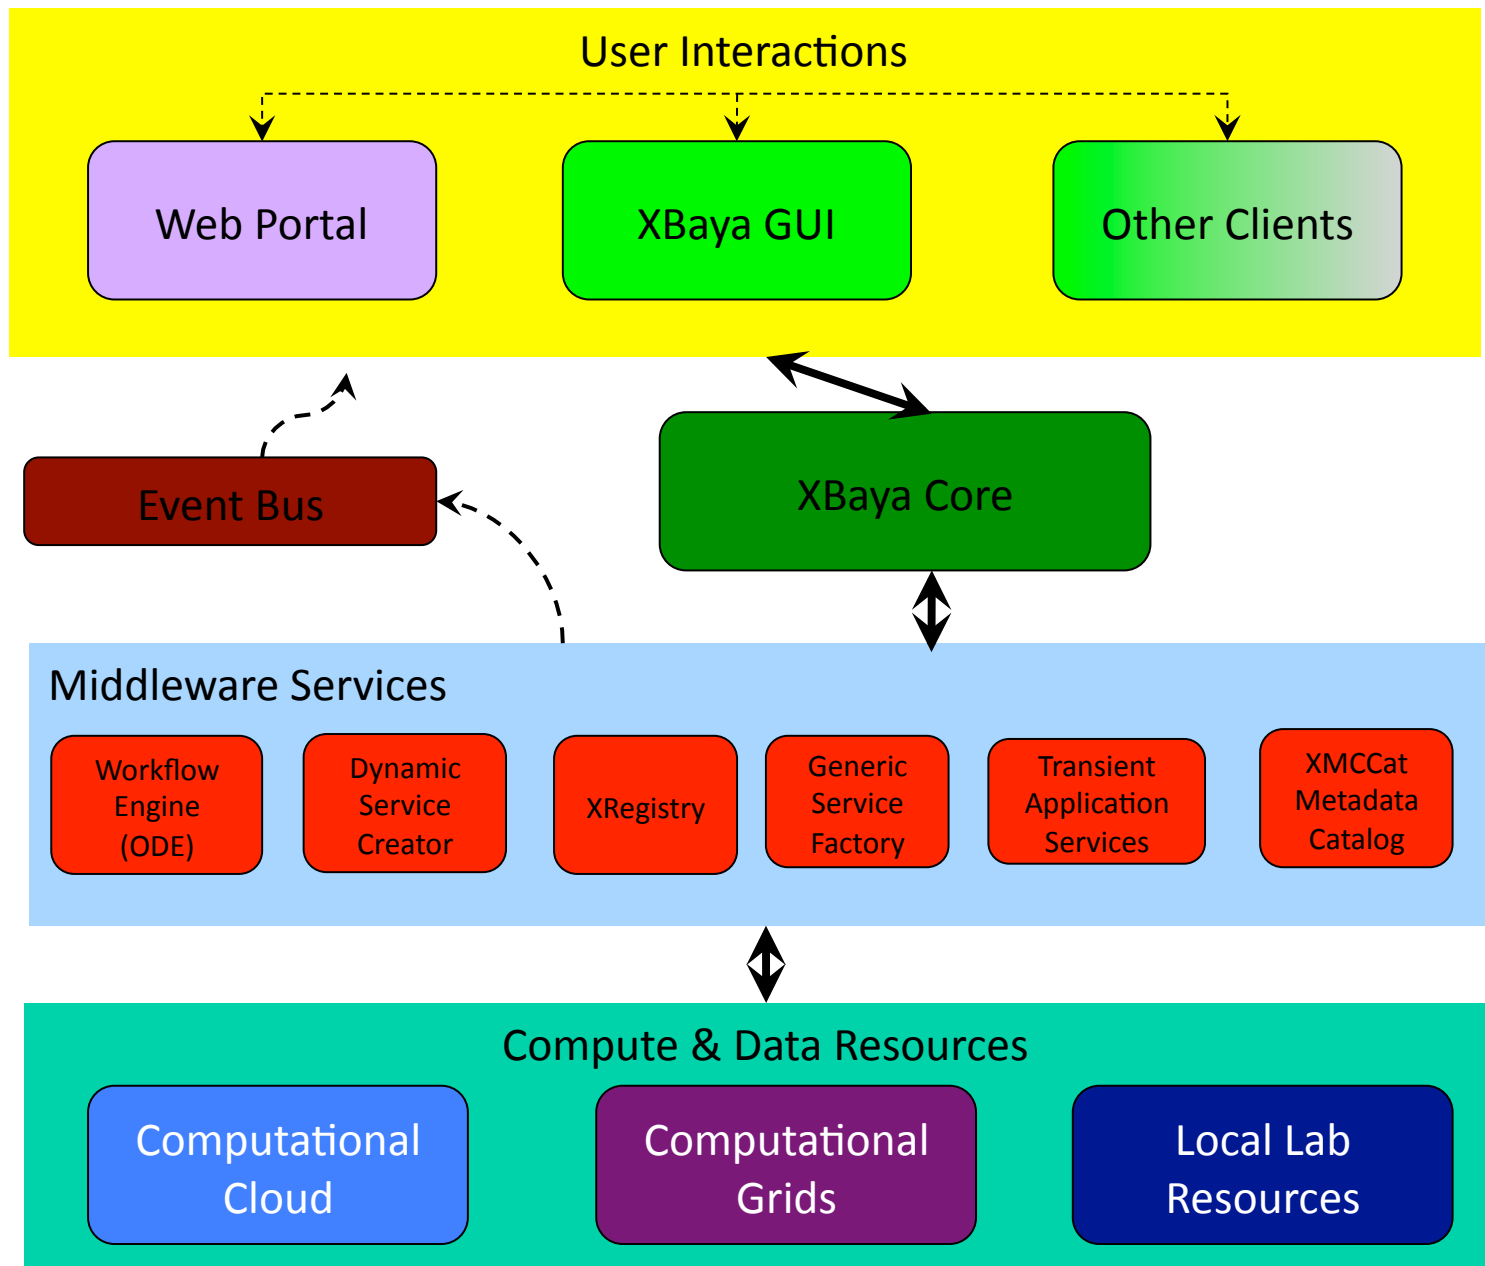 User Interactions
Web Portal
XBaya GUI
Other Clients
Event Bus
XBaya Core
Middleware Services
Workflow
Engine
(ODE)
Dynamic
Service
Creator
XRegistry
Generic
Service
Factory
Transient
Application
Services
XMCCat
Metadata
Catalog
Compute & Data Resources
Computational
Cloud
Computational
Grids
Local Lab
Resources